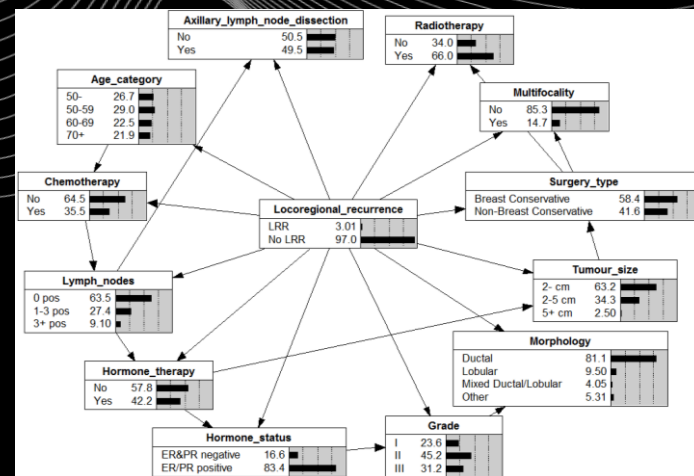 Axillary_lymph_node_dissection
No 50.5
Yes 49.5
Radiotherapy
No 34.0
Yes 66.0
Age_category
50- 26.7
50-59 29.0
60-69 22.5
70+ 21.9
Multifocality
No 85.3
Yes 14.7
Chemotherapy
No 64.5
Yes 35.5
Locoregional_recurrence
LRR 3.01
No LRR 97.0
Surgery_type
Breast Conservative 58.4
Non-Breast Conservative 41.6
Lymph_nodes
0 pos 63.5
1-3 pos 27.4
3+ pos 9.10
Tumour_size
2- cm 63.2
2-5 cm 34.3
5+ cm 2.50
Hormone_therapy
No 57.8
Yes 42.2
Morphology
Ductal 81.1
Lobular 9.50
Mixed Ductal/Lobular 4.05
Other 5.31
Hormone_status
ER&PR negative 16.6
ER/PR positive 83.4
Grade
I 23.6
II 45.2
III 31.2